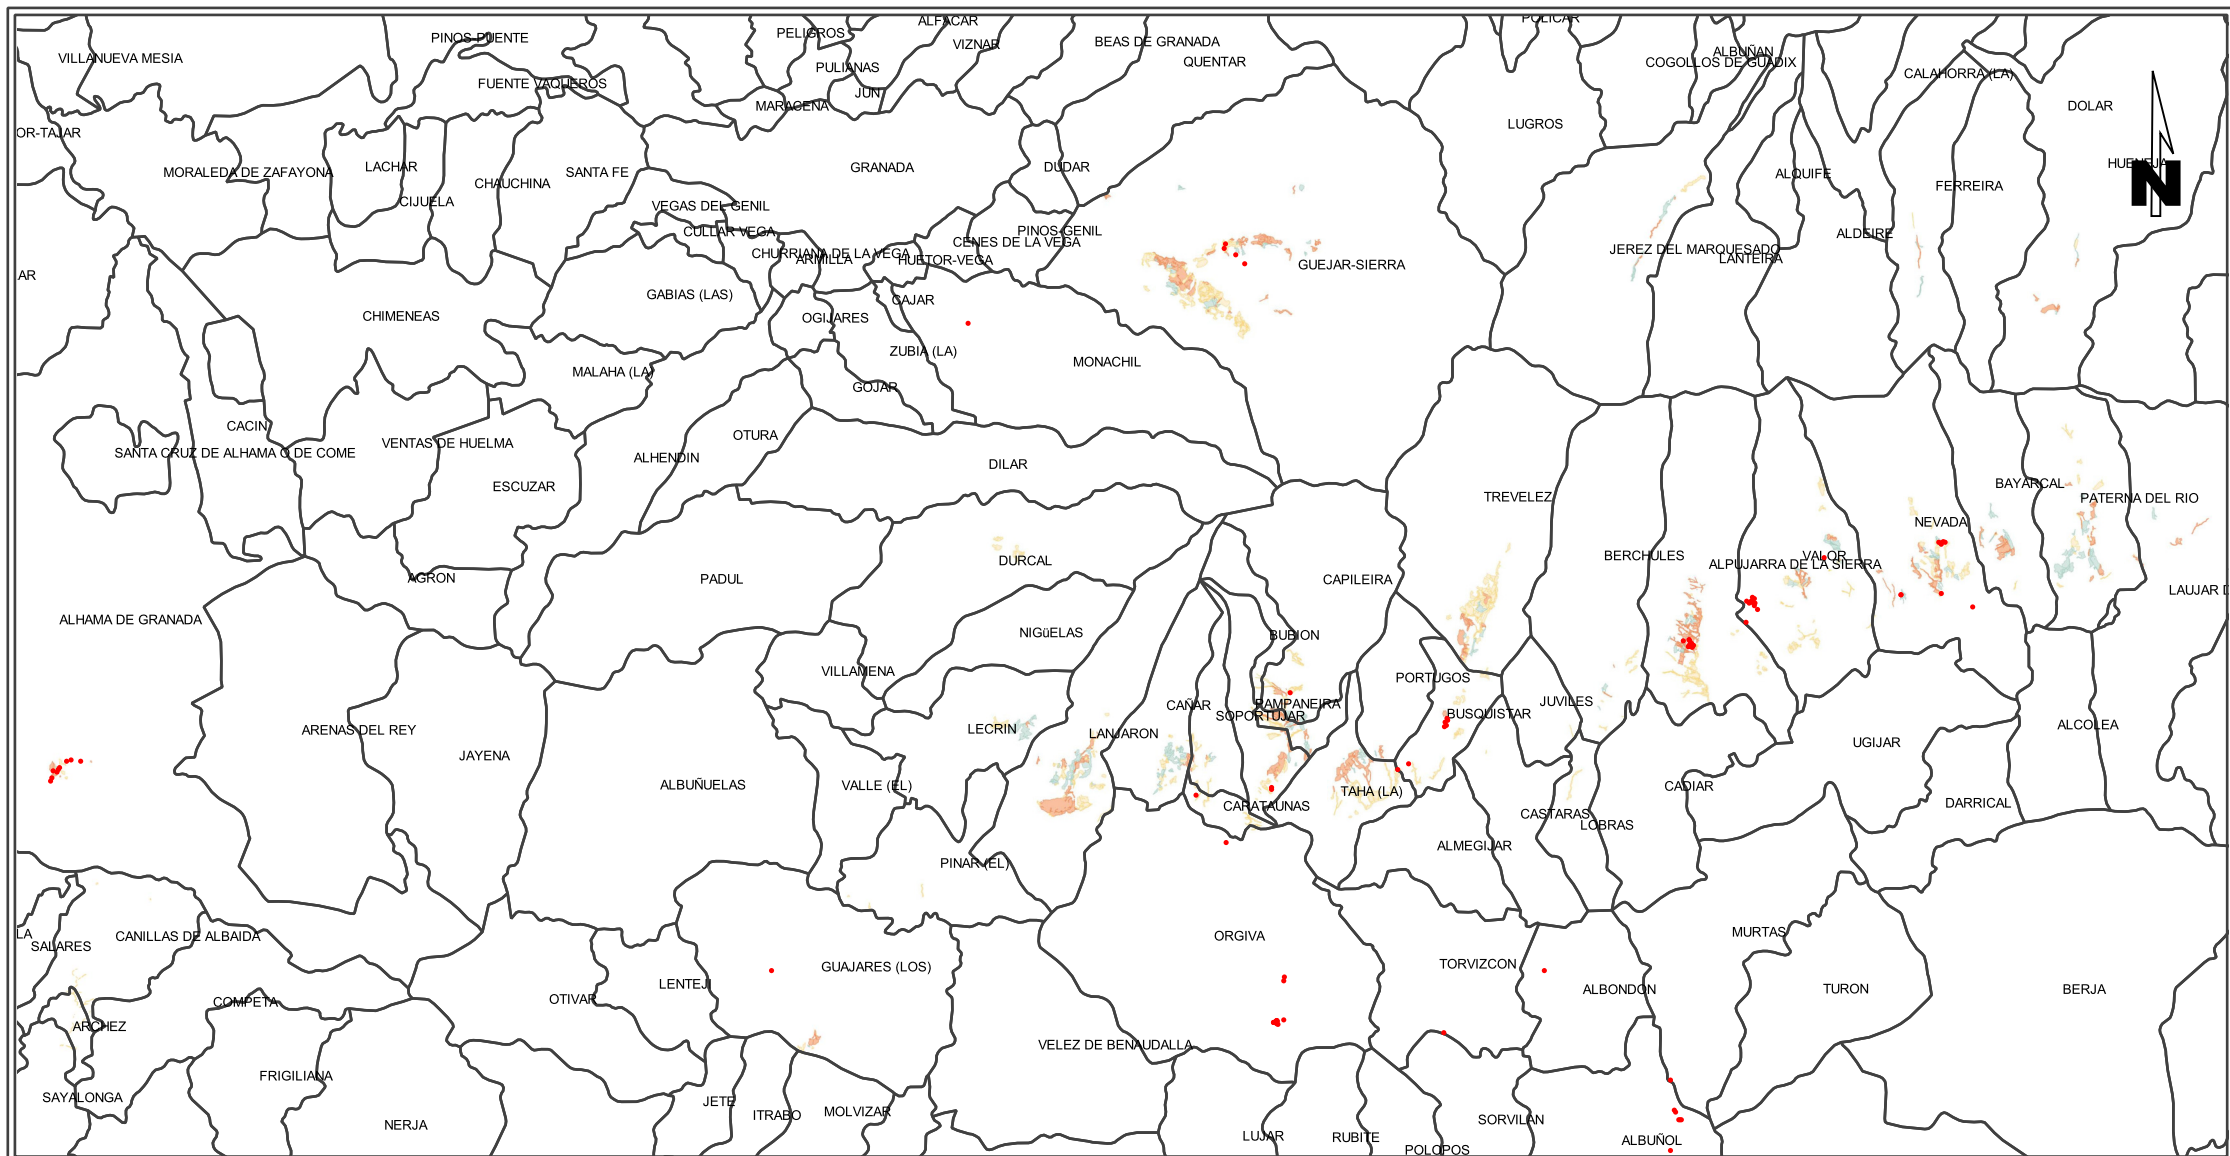 POLICAR
ALFACAR
PELIGROS
PINOS-PUENTE
VIZNAR
BEAS DE GRANADA
ALBUÑAN
VILLANUEVA MESIA
QUENTAR
COGOLLOS DE GUADIX
PULIANAS
CALAHORRA (LA)
FUENTE VAQUEROS
JUN
MARACENA
DOLAR
LUGROS
OR-TAJAR
LACHAR
GRANADA
DUDAR
HUENEJA
MORALEDA DE ZAFAYONA
SANTA FE
ALQUIFE
CHAUCHINA
FERREIRA
N
CIJUELA
VEGAS DEL GENIL
CULLAR VEGA
PINOS-GENIL
ALDEIRE
CENES DE LA VEGA
JEREZ DEL MARQUESADO
CHURRIANA DE LA VEGA
ARMILLA
HUETOR-VEGA
LANTEIRA
GUEJAR-SIERRA
AR
GABIAS (LAS)
CAJAR
CHIMENEAS
OGIJARES
ZUBIA (LA)
MONACHIL
MALAHA (LA)
GOJAR
CACIN
OTURA
VENTAS DE HUELMA
SANTA CRUZ DE ALHAMA O DE COME
ALHENDIN
DILAR
ESCUZAR
BAYARCAL
TREVELEZ
PATERNA DEL RIO
NEVADA
BERCHULES
VALOR
DURCAL
ALPUJARRA DE LA SIERRA
AGRON
PADUL
CAPILEIRA
LAUJAR D
ALHAMA DE GRANADA
NIGüELAS
BUBION
VILLAMENA
PORTUGOS
JUVILES
CAÑAR
PAMPANEIRA
SOPORTUJAR
BUSQUISTAR
ALCOLEA
ARENAS DEL REY
LECRIN
LANJARON
UGIJAR
JAYENA
ALBUÑUELAS
VALLE (EL)
CADIAR
TAHA (LA)
DARRICAL
CARATAUNAS
CASTARAS
LOBRAS
ALMEGIJAR
PINAR (EL)
MURTAS
LA
CANILLAS DE ALBAIDA
ORGIVA
SALARES
GUAJARES (LOS)
TORVIZCON
LENTEJI
ALBONDON
TURON
BERJA
COMPETA
OTIVAR
ARCHEZ
VELEZ DE BENAUDALLA
FRIGILIANA
SAYALONGA
JETE
ITRABO
MOLVIZAR
SORVILAN
NERJA
LUJAR
RUBITE
ALBUÑOL
POLOPOS